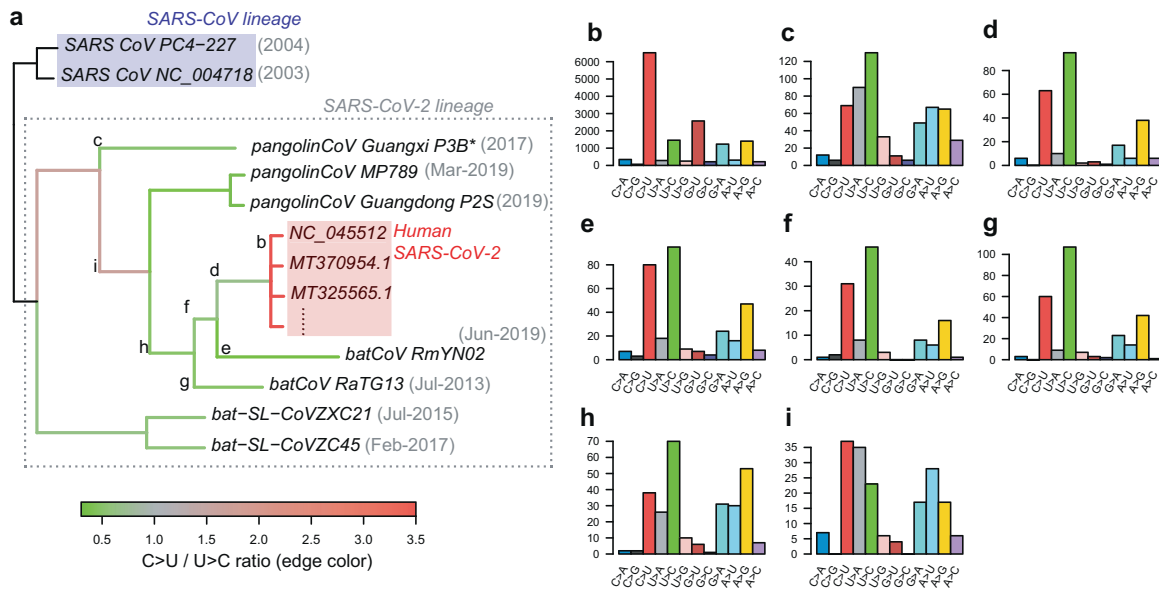 a
SARS-CoV lineage
SARS CoV PC4−227 (2004)
SARS CoV NC_004718 (2003)
SARS-CoV-2 lineage
c
pangolinCoV Guangxi P3B* (2017)
pangolinCoV MP789 (Mar-2019)
pangolinCoV Guangdong P2S (2019)
i
b
NC_045512
Human
SARS-CoV-2
MT370954.1
d
MT325565.1
f
(Jun-2019)
h
e
batCoV RmYN02
g
batCoV RaTG13 (Jul-2013)
bat−SL−CoVZXC21 (Jul-2015)
bat−SL−CoVZC45 (Feb-2017)
0.5 1.0 1.5 2.0 2.5 3.0 3.5
C>U / U>C ratio (edge color)
b
6000
5000
4000
3000
2000
1000
0
C>A C>G C>U U>A U>C U>G G>U G>C G>A A>U A>G A>C
c
120
100
80
60
40
20
0
C>A C>G C>U U>A U>C U>G G>U G>C G>A A>U A>G A>C
d
80
60
40
20
0
C>A C>G C>U U>A U>C U>G G>U G>C G>A A>U A>G A>C
e
80
60
40
20
0
C>A C>G C>U U>A U>C U>G G>U G>C G>A A>U A>G A>C
f
40
30
20
10
0
C>A C>G C>U U>A U>C U>G G>U G>C G>A A>U A>G A>C
g
100
80
60
40
20
0
C>A C>G C>U U>A U>C U>G G>U G>C G>A A>U A>G A>C
h
70
60
50
40
30
20
10
0
C>A C>G C>U U>A U>C U>G G>U G>C G>A A>U A>G A>C
i
35
30
25
20
15
10
5
0
C>A C>G C>U U>A U>C U>G G>U G>C G>A A>U A>G A>C